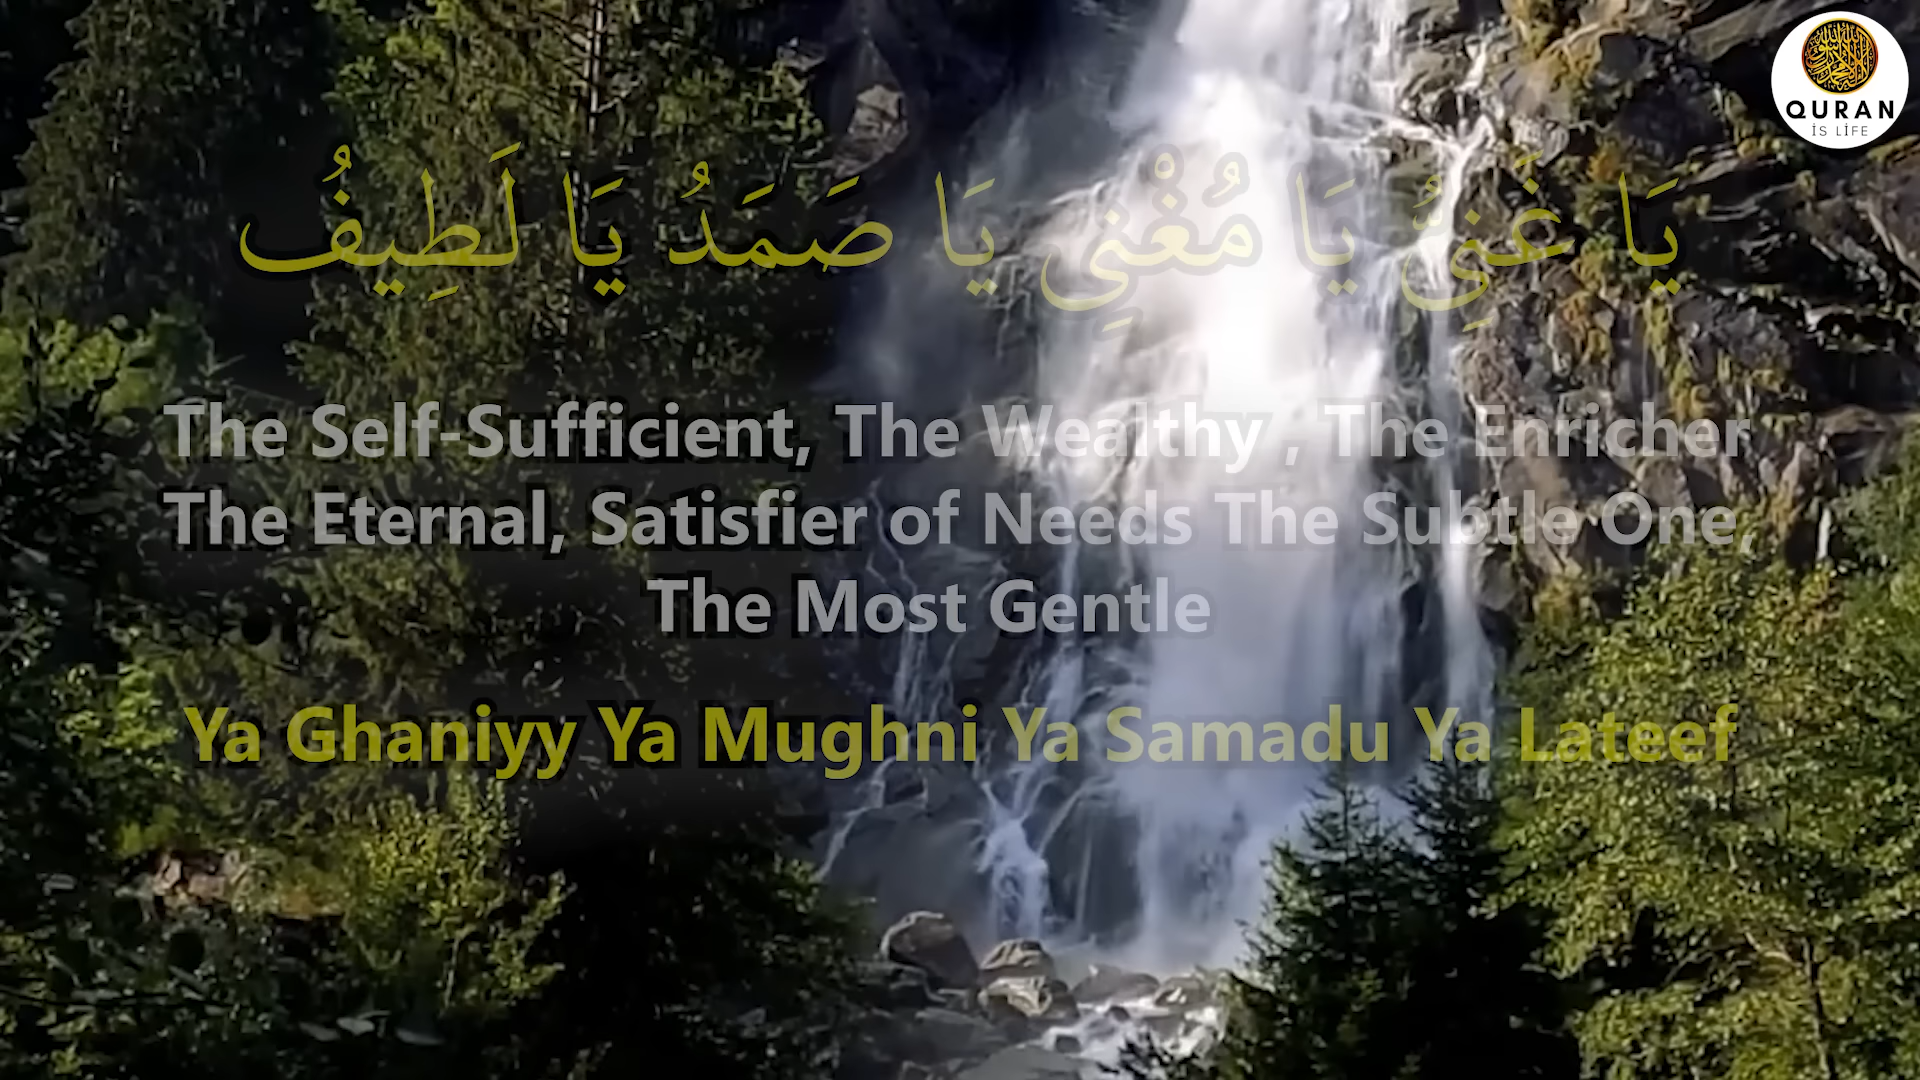 QURAN
İS LİFE
يَا غَنِيُّ يَا مُغْنِي يَا صَمَدُ يَا لَطِيفُ
The Self-Sufficient, The Wealthy , The Enricher
The Eternal, Satisfier of Needs The Subtle One,
The Most Gentle
Ya Ghaniyy Ya Mughni Ya Samadu Ya Lateef